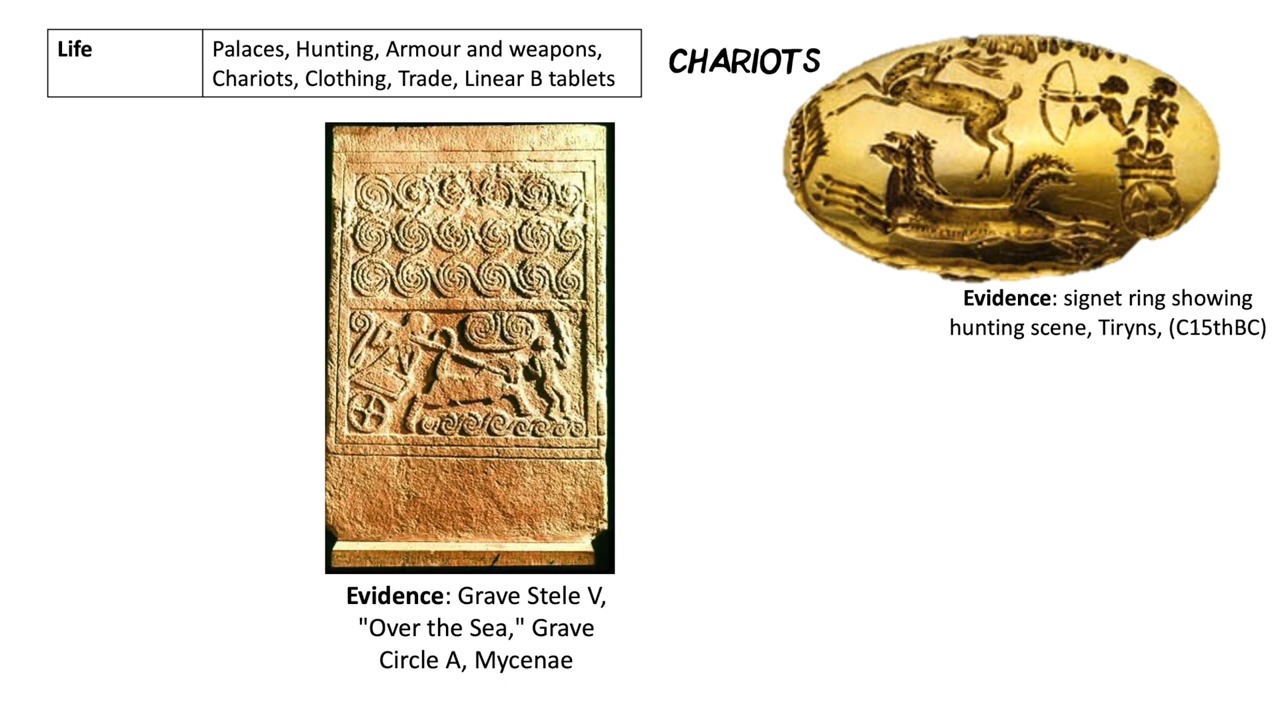 Life
Palaces, Hunting, Armour and weapons,
Chariots, Clothing, Trade, Linear B tablets
CHARIOTS
Evidence: signet ring showing
hunting scene, Tiryns, (C15thBC)
Evidence: Grave Stele V,
"Over the Sea," Grave
Circle A, Mycenae